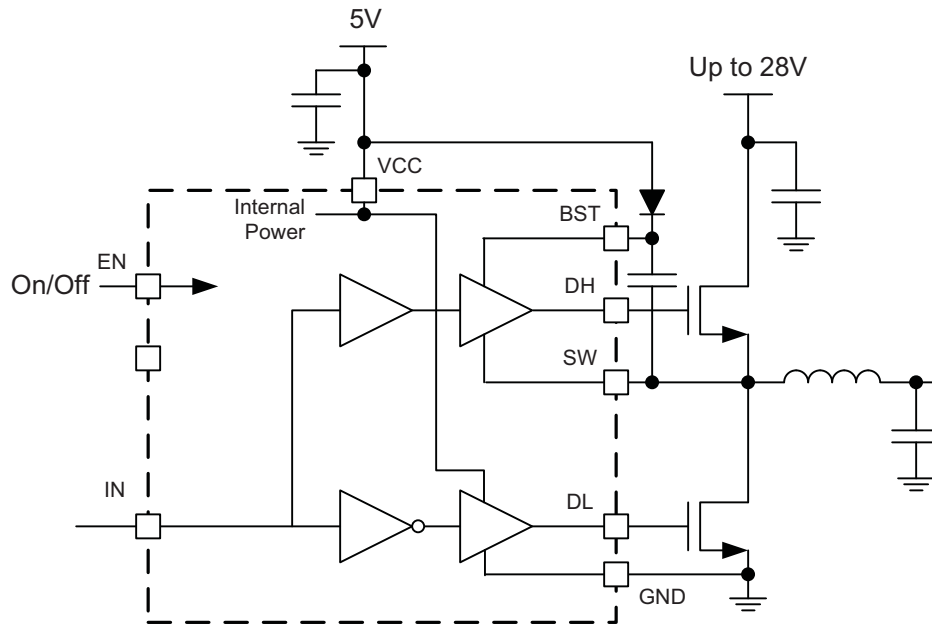 5V
Up to 28V
VCC
Internal
Power
BST
EN
On/Off
DH
SW
IN
DL
GND